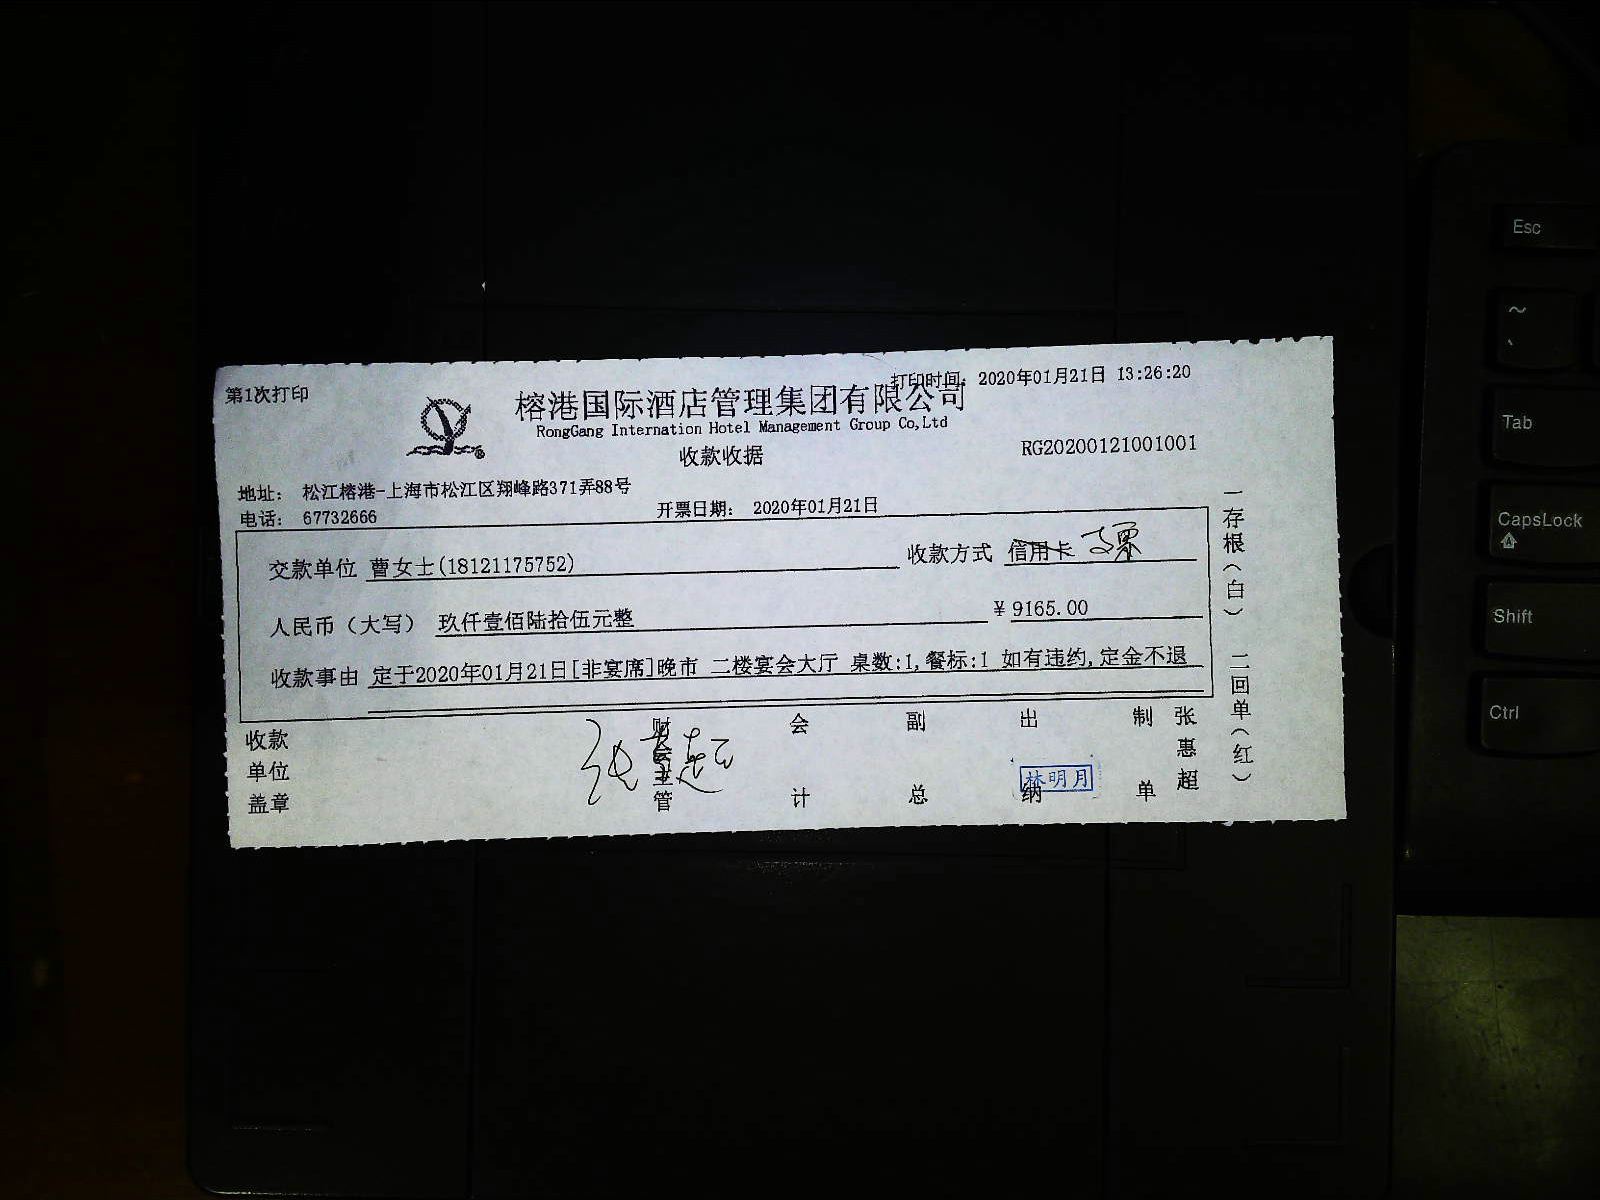 第1次打印
打印时间: 2020年01月21日 13:26:20
榕港国际酒店管理集团有限公司
RongGang Internation Hotel Management Group Co,Ltd
收款收据
RG20200121001001
地址: 松江榕港-上海市松江区翔峰路371弄88号
电话: 67732666
开票日期: 2020年01月21日
交款单位 曹女士(18121175752) 收款方式 信用卡 支票
人民币（大写） 玖仟壹佰陆拾伍元整 ¥9165.00
收款事由 定于2020年01月21日[非宴席]晚市 二楼宴会大厅 桌数:1,餐标:1 如有违约,定金不退
收款单位盖章
财会主管
张惠超
会计
副总
出纳
林明月
制单
张惠超
一存根(白)
二回单(红)
Esc
~
Tab
CapsLock
Shift
Ctrl